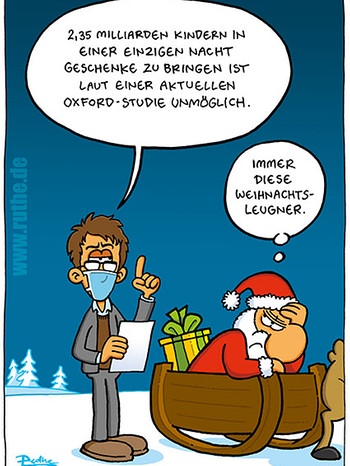 2,35 MILLIARDEN KINDERN IN
EINER EINZIGEN NACHT
GESCHENKE ZU BRINGEN IST
LAUT EINER AKTUELLEN
OXFORD-STUDIE UNMÖGLICH.
IMMER
DIESE
WEIHNACHTS-
LEUGNER.
www.ruthe.de
Ruthe